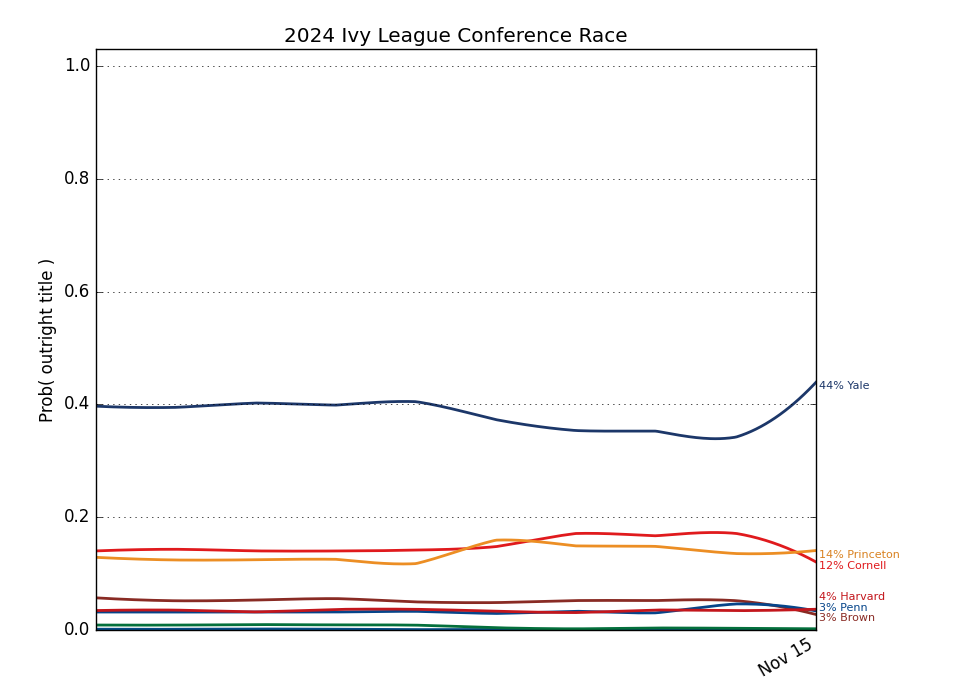 2024 Ivy League Conference Race
Prob( outright title )
1.0
0.8
0.6
0.4
0.2
0.0
44% Yale
14% Princeton
12% Cornell
4% Harvard
3% Penn
3% Brown
Nov 15